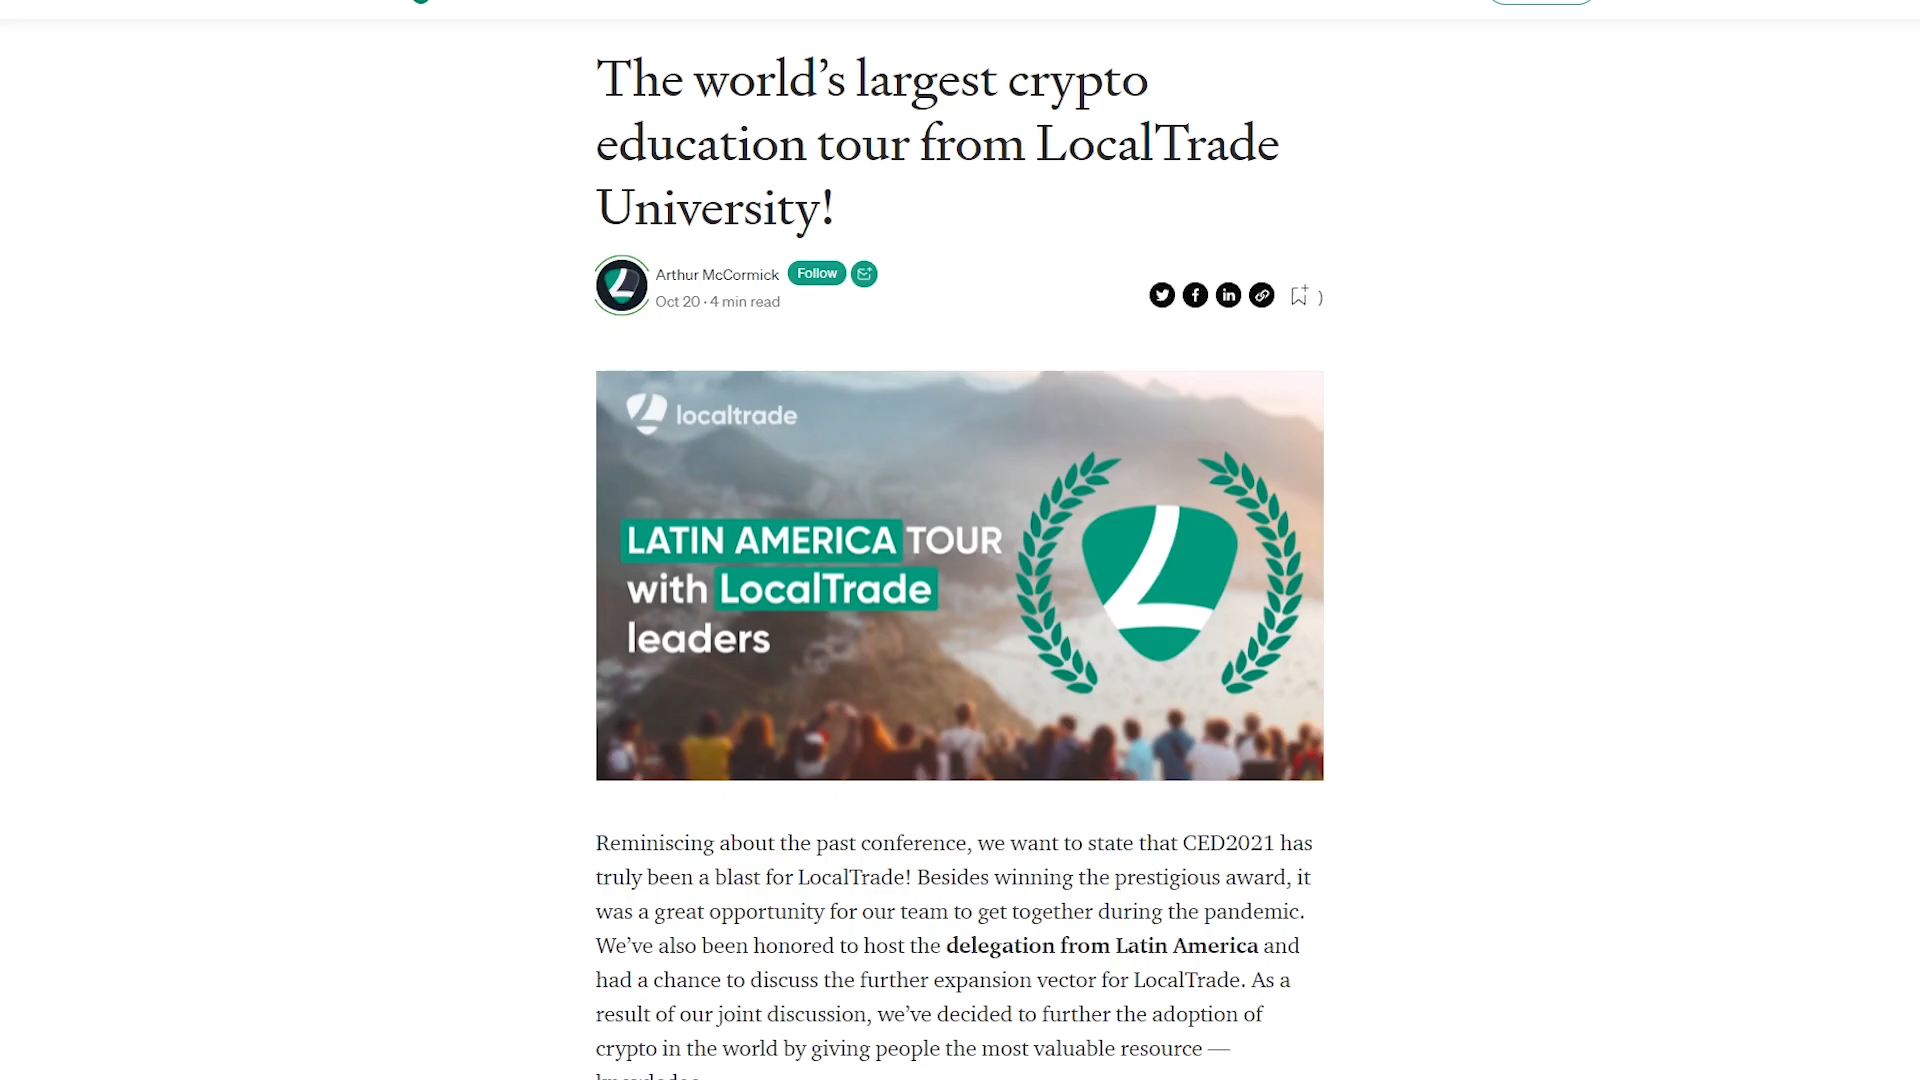 The world’s largest crypto
education tour from LocalTrade
University!
Arthur McCormick Follow
Oct 20 · 4 min read
localtrade
LATIN AMERICA TOUR
with LocalTrade
leaders
Reminiscing about the past conference, we want to state that CED2021 has
truly been a blast for LocalTrade! Besides winning the prestigious award, it
was a great opportunity for our team to get together during the pandemic.
We’ve also been honored to host the delegation from Latin America and
had a chance to discuss the further expansion vector for LocalTrade. As a
result of our joint discussion, we’ve decided to further the adoption of
crypto in the world by giving people the most valuable resource —